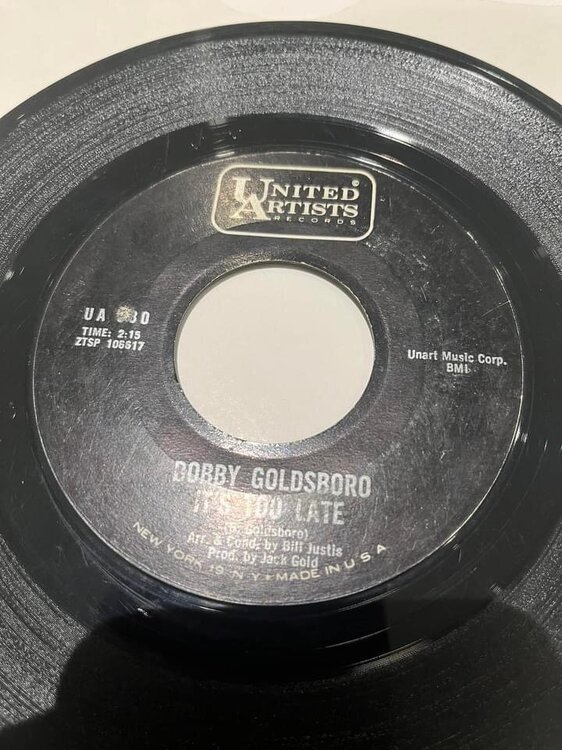 UNITED
ARTISTS
RECORDS
UA 30
TIME: 2:15
ZTSP 106617
Unart Music Corp.
BMI
BOBBY GOLDSBORO
IT'S TOO LATE
(B. Goldsboro)
Arr. & Cond. by Bill Justis
Prod. by Jack Gold
NEW YORK 19 N Y ★ MADE IN U S A